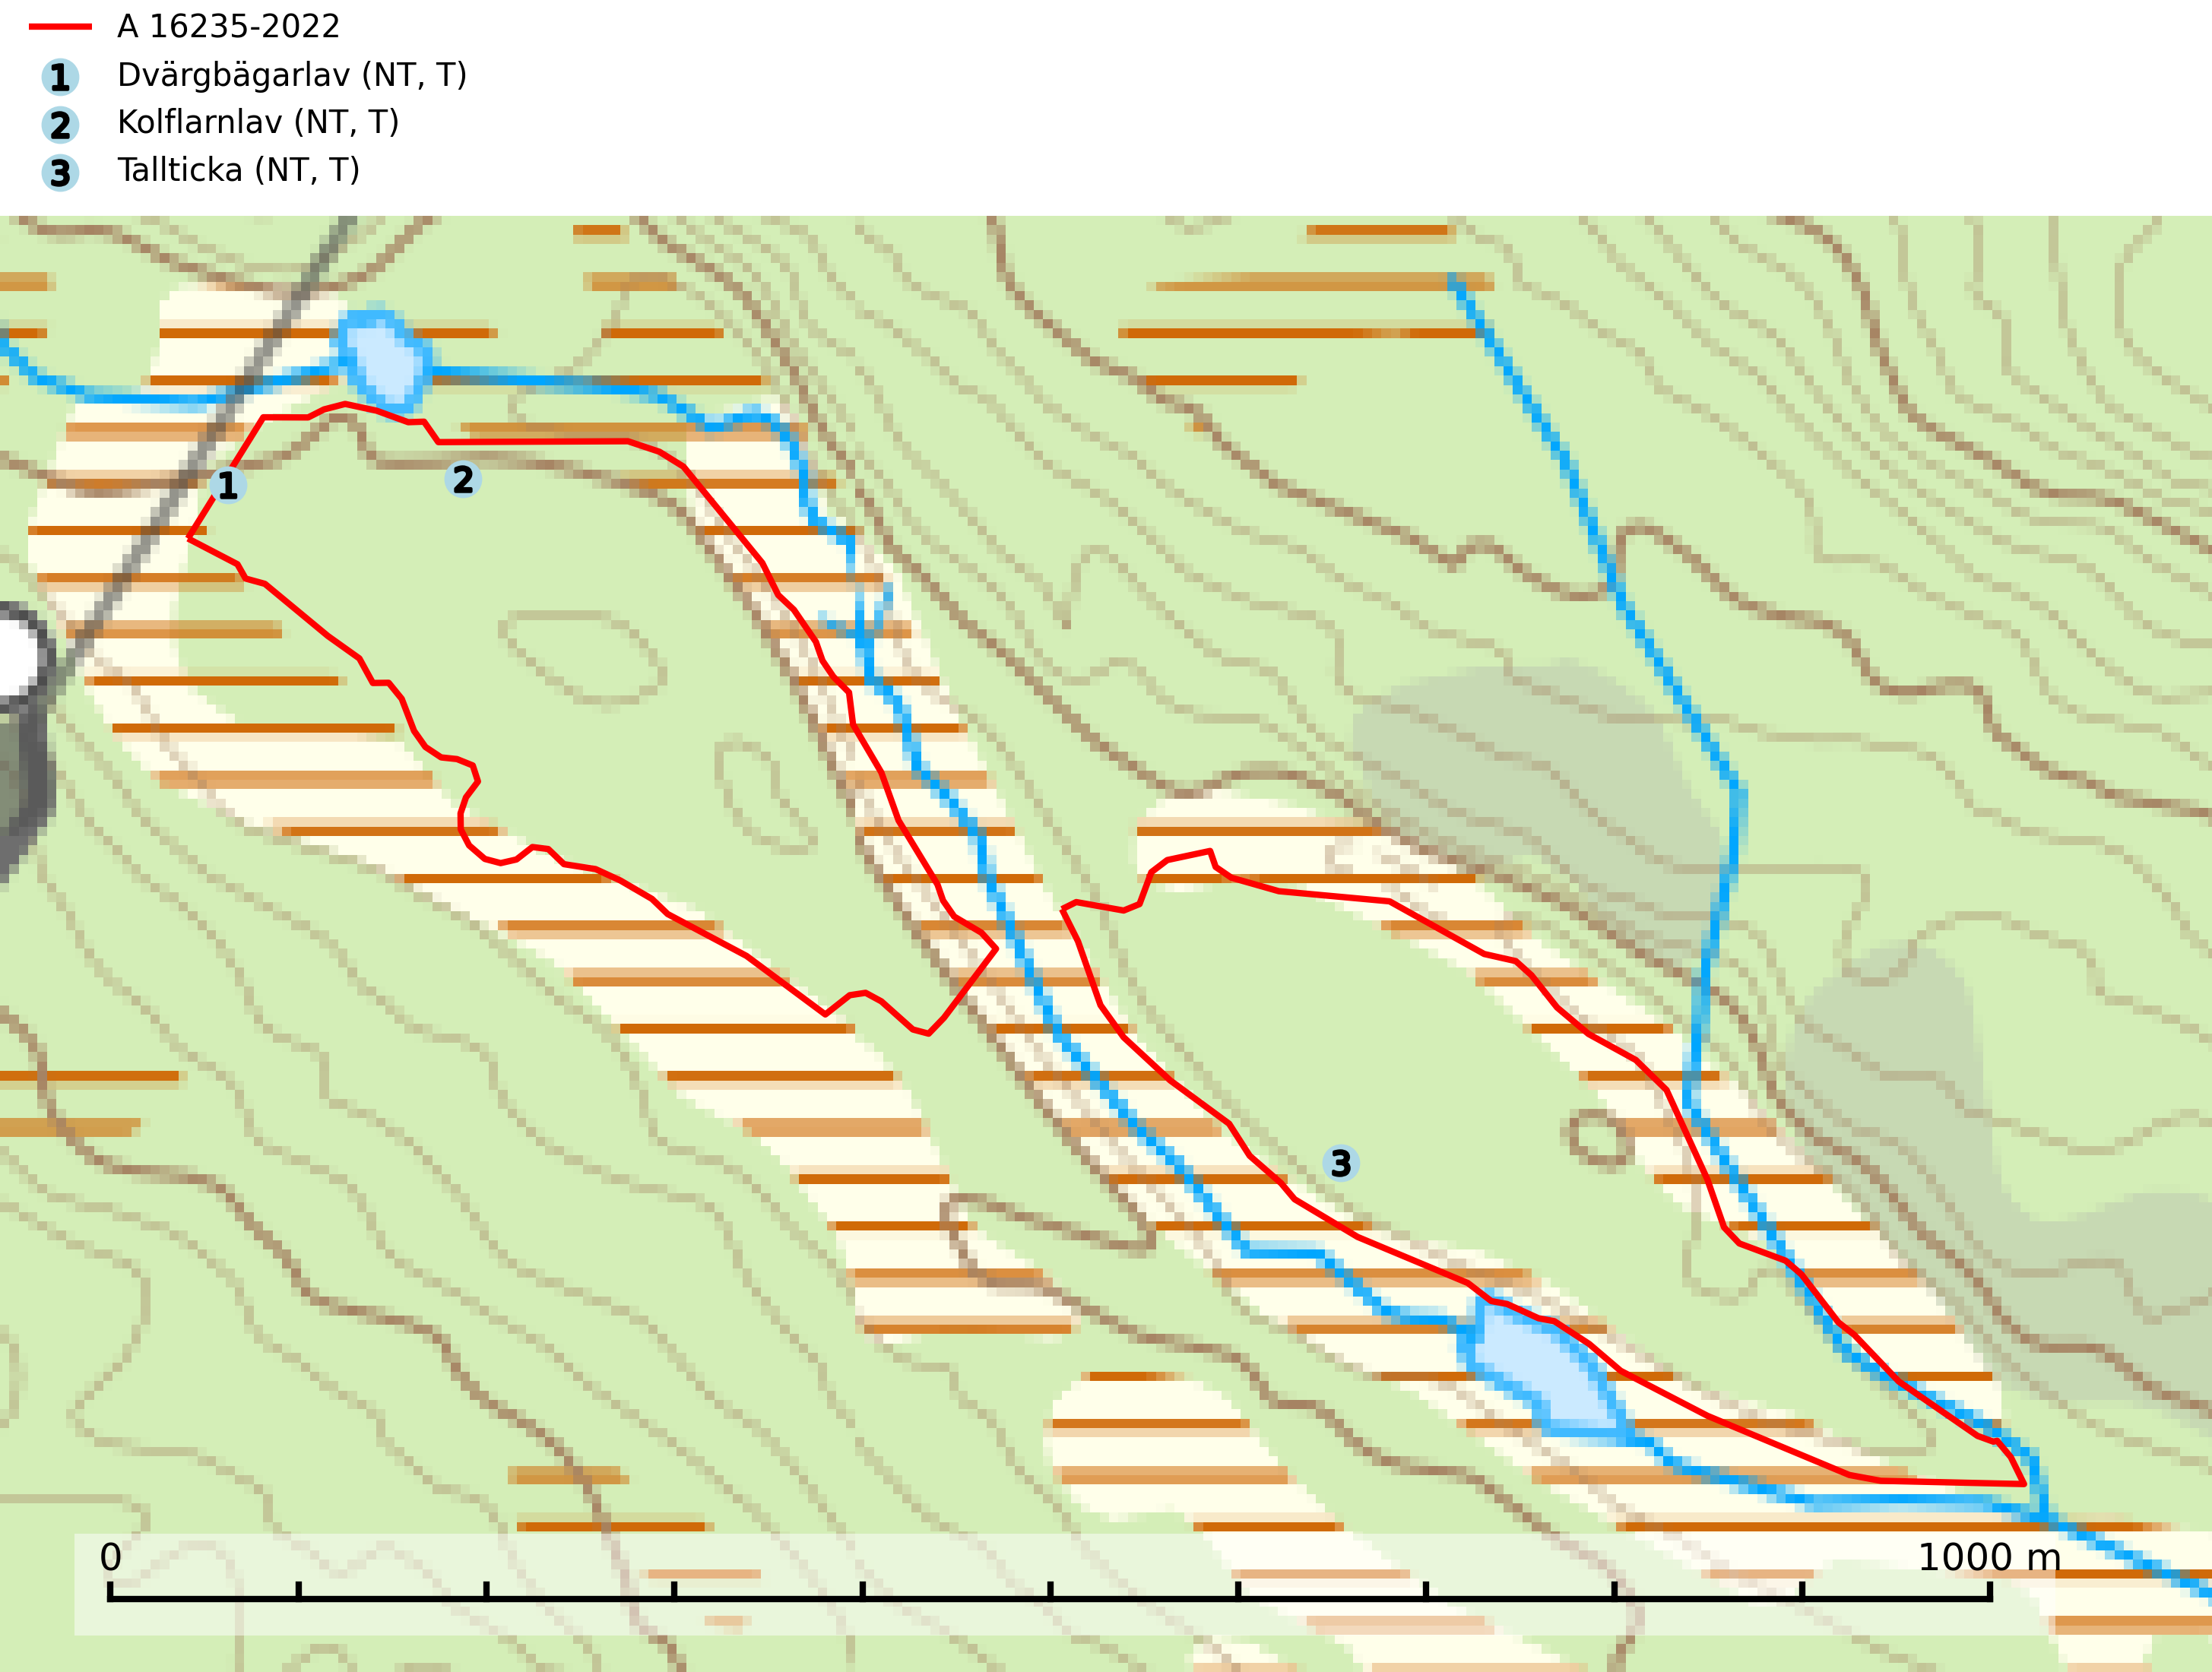 A 16235-2022
1 Dvärgbägarlav (NT, T)
2 Kolflarnlav (NT, T)
3 Tallticka (NT, T)
1
2
3
0 1000 m